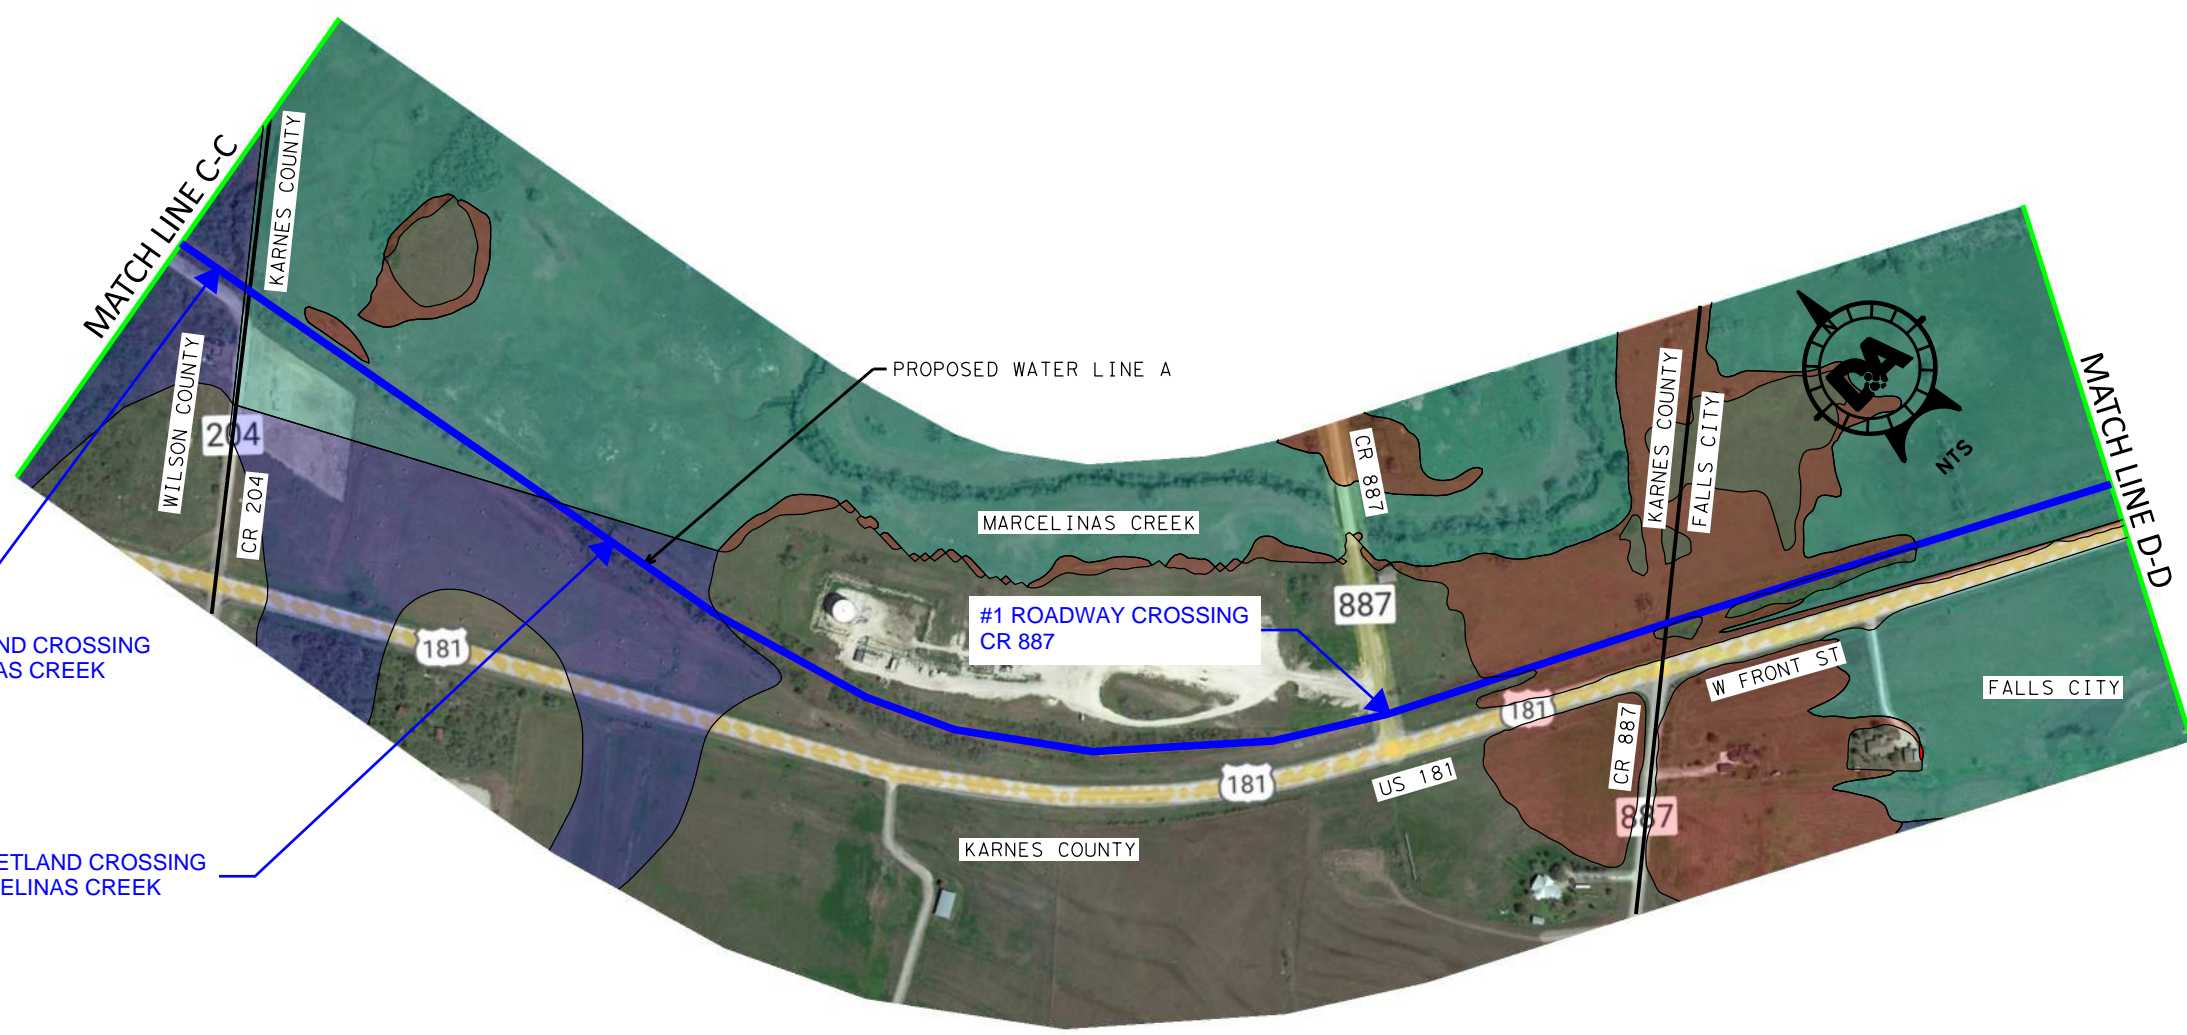 MATCH LINE C-C
KARNES COUNTY
WILSON COUNTY
204
CR 204
PROPOSED WATER LINE A
MARCELINAS CREEK
CR 887
887
KARNES COUNTY
FALLS CITY
N
NTS
MATCH LINE D-D
#1 ROADWAY CROSSING
CR 887
ND CROSSING
AS CREEK
181
181
181
US 181
W FRONT ST
CR 887
887
FALLS CITY
KARNES COUNTY
ETLAND CROSSING
ELINAS CREEK